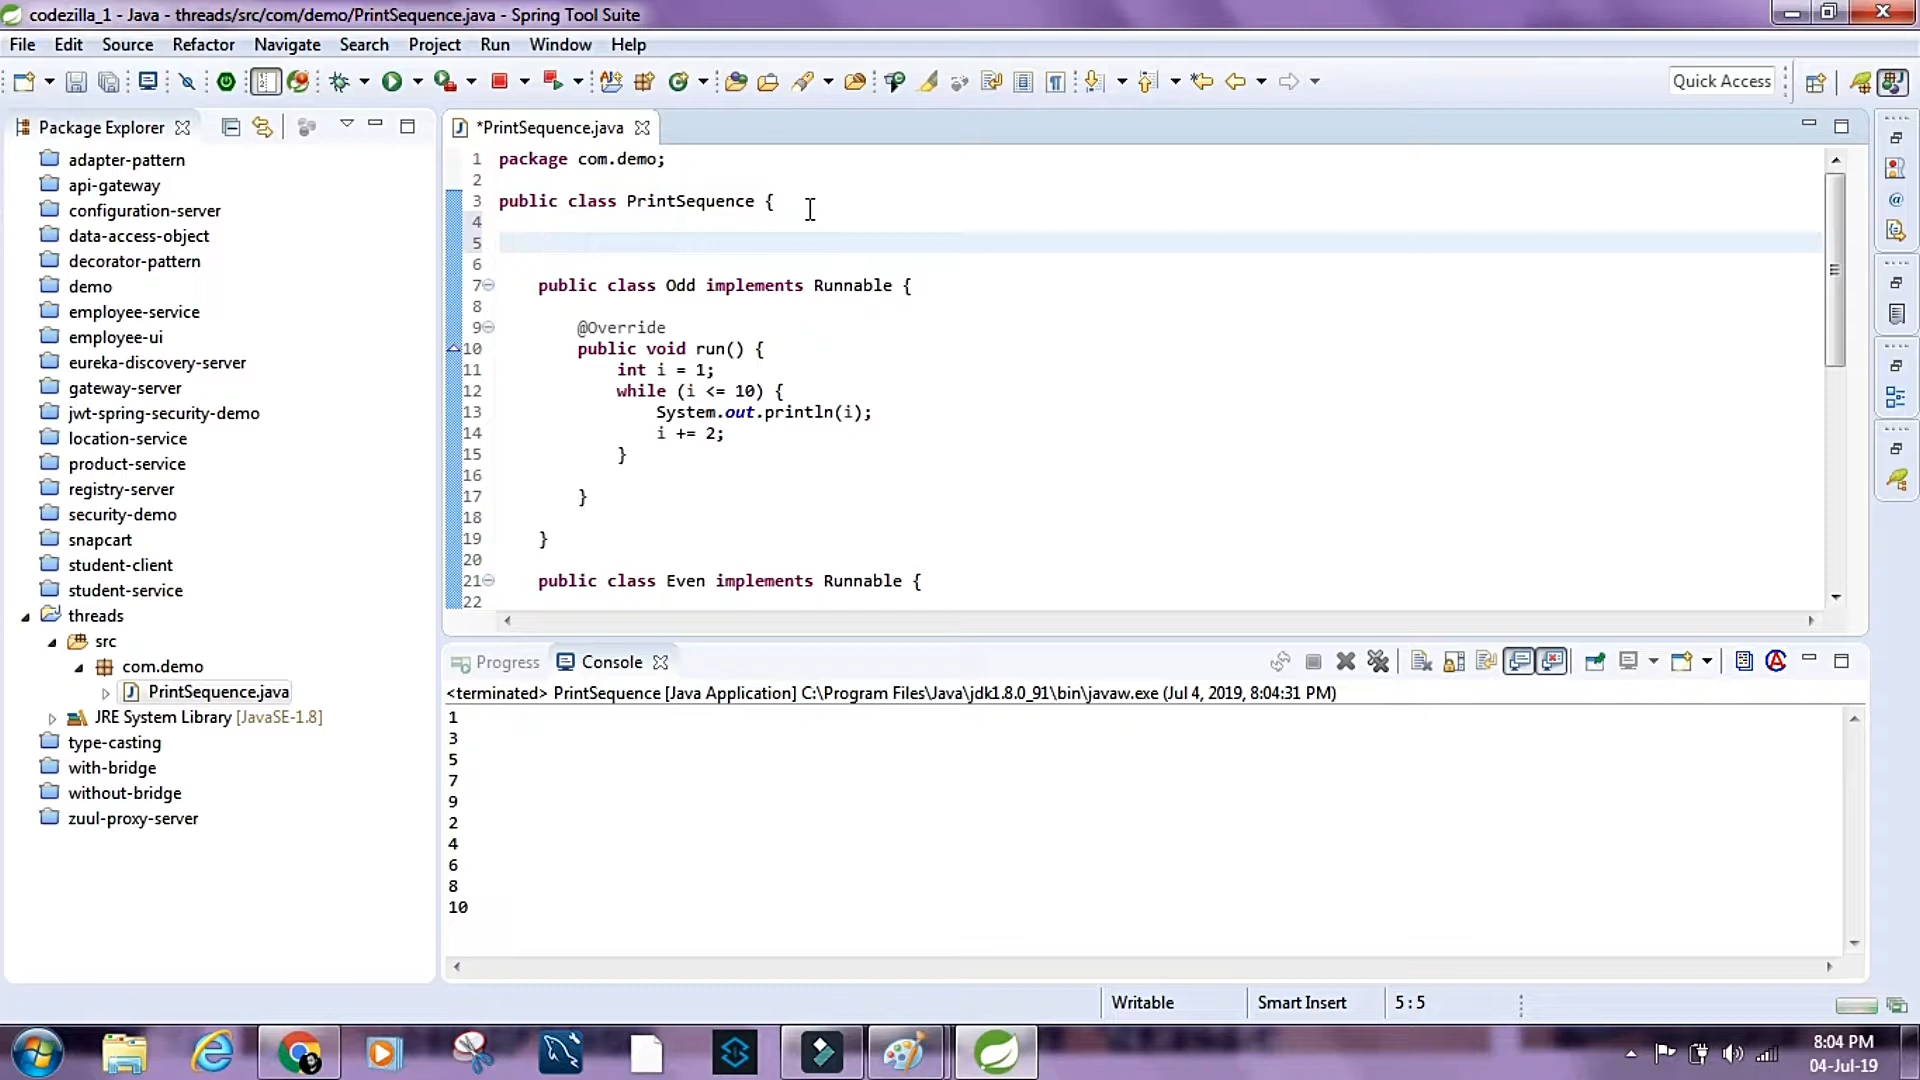 codezilla_1 - Java - threads/src/com/demo/PrintSequence.java - Spring Tool Suite
File Edit Source Refactor Navigate Search Project Run Window Help
Quick Access
Package Explorer
adapter-pattern
api-gateway
configuration-server
data-access-object
decorator-pattern
demo
employee-service
employee-ui
eureka-discovery-server
gateway-server
jwt-spring-security-demo
location-service
product-service
registry-server
security-demo
snapcart
student-client
student-service
threads
src
com.demo
PrintSequence.java
JRE System Library [JavaSE-1.8]
type-casting
with-bridge
without-bridge
zuul-proxy-server
*PrintSequence.java
1 package com.demo;
2
3 public class PrintSequence {
4
5
6
7 public class Odd implements Runnable {
8
9 @Override
10 public void run() {
11 int i = 1;
12 while (i <= 10) {
13 System.out.println(i);
14 i += 2;
15 }
16
17 }
18
19 }
20
21 public class Even implements Runnable {
22
Progress Console
<terminated> PrintSequence [Java Application] C:\Program Files\Java\jdk1.8.0_91\bin\javaw.exe (Jul 4, 2019, 8:04:31 PM)
1
3
5
7
9
2
4
6
8
10
Writable Smart Insert 5 : 5
8:04 PM
04-Jul-19